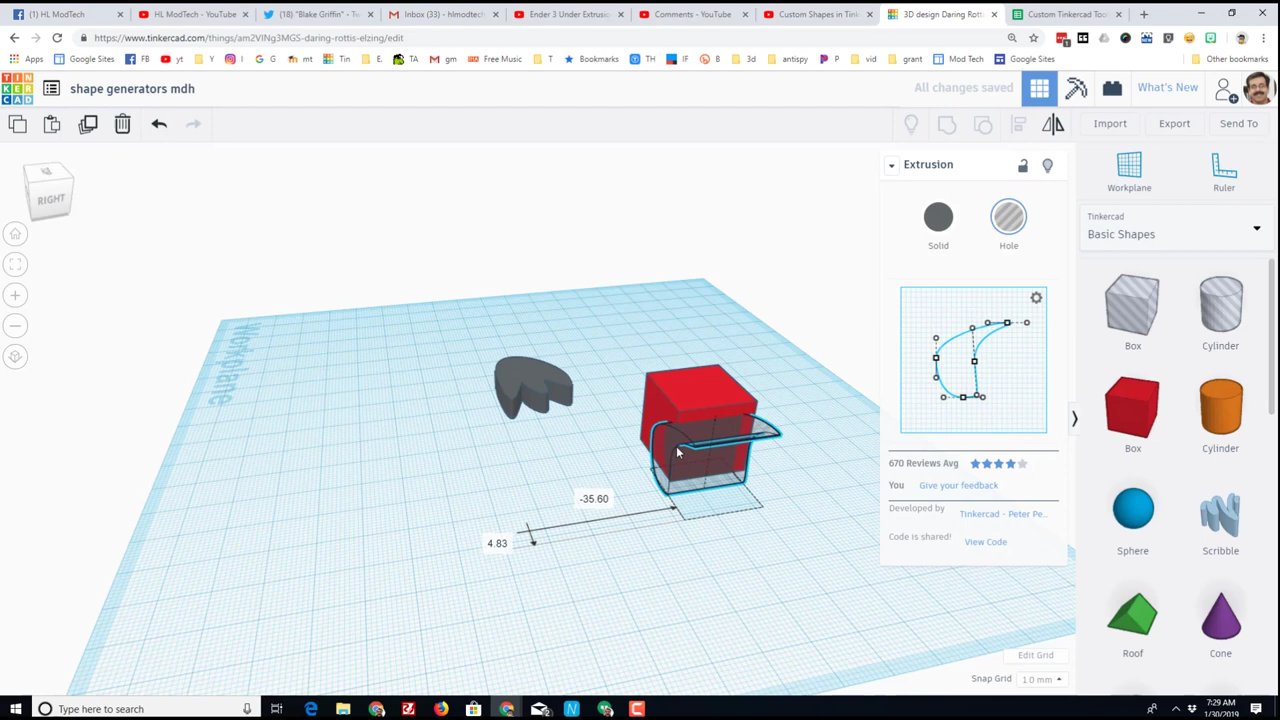 (1) HL ModTech
HL ModTech - YouTube
(18) "Blake Griffin" - Tw
Inbox (33) - hlmodtech
Ender 3 Under Extrusio
Comments - YouTube
Custom Shapes in Tink
3D design Daring Rotti
Custom Tinkercad Too
https://www.tinkercad.com/things/am2VINg3MGS-daring-rottis-elzing/edit
1
Apps
Google Sites
FB
yt
Y
I
G
mt
Tin
E.
TA
gm
Free Music
T
Bookmarks
TH
IF
B
3d
antispy
P
vid
grant
Mod Tech
Google Sites
Other bookmarks
TIN
KER
CAD
shape generators mdh
All changes saved
What's New
Import
Export
Send To
RIGHT
Workplane
-35.60
4.83
Extrusion
Solid
Hole
670 Reviews Avg
You
Give your feedback
Developed by
Tinkercad - Peter Pe...
Code is shared!
View Code
Workplane
Ruler
Tinkercad
Basic Shapes
Box
Cylinder
Box
Cylinder
Sphere
Scribble
Roof
Cone
Edit Grid
Snap Grid
1.0 mm
Type here to search
7:29 AM
1/30/2019